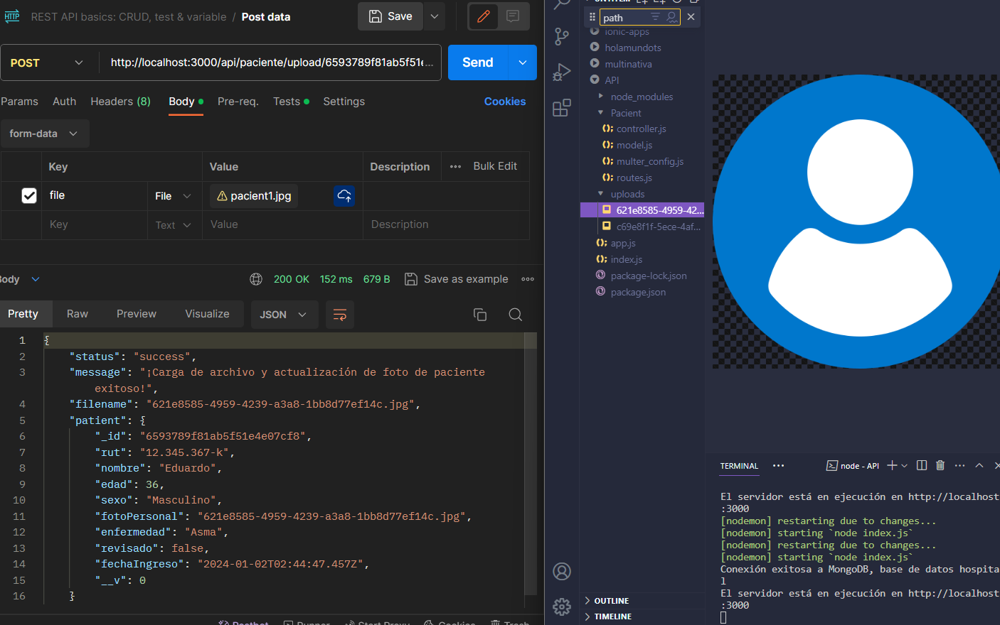 HTTP REST API basics: CRUD, test & variable / Post data Save
POST http://localhost:3000/api/paciente/upload/6593789f81ab5f51e... Send
Params Auth Headers (8) Body Pre-req. Tests Settings Cookies
form-data
Key Value Description ••• Bulk Edit
file File pacient1.jpg
Key Text Value Description
Body 200 OK 152 ms 679 B Save as example •••
Pretty Raw Preview Visualize JSON
1 {
2 "status": "success",
3 "message": "¡Carga de archivo y actualización de foto de paciente
exitoso!",
4 "filename": "621e8585-4959-4239-a3a8-1bb8d77ef14c.jpg",
5 "patient": {
6 "_id": "6593789f81ab5f51e4e07cf8",
7 "rut": "12.345.367-k",
8 "nombre": "Eduardo",
9 "edad": 36,
10 "sexo": "Masculino",
11 "fotoPersonal": "621e8585-4959-4239-a3a8-1bb8d77ef14c.jpg",
12 "enfermedad": "Asma",
13 "revisado": false,
14 "fechaIngreso": "2024-01-02T02:44:47.457Z",
15 "__v": 0
16 }
Postbot Runner Start Proxy Cookies Trash
path
ionic-apps
holamundots
multinativa
API
node_modules
Pacient
controller.js
model.js
multer_config.js
routes.js
uploads
621e8585-4959-42...
c69e8f1f-5ece-4af...
app.js
index.js
package-lock.json
package.json
OUTLINE
TIMELINE
TERMINAL ••• node - API
El servidor está en ejecución en http://localhost
:3000
[nodemon] restarting due to changes...
[nodemon] starting `node index.js`
[nodemon] restarting due to changes...
[nodemon] starting `node index.js`
Conexión exitosa a MongoDB, base de datos hospita
l
El servidor está en ejecución en http://localhost
:3000